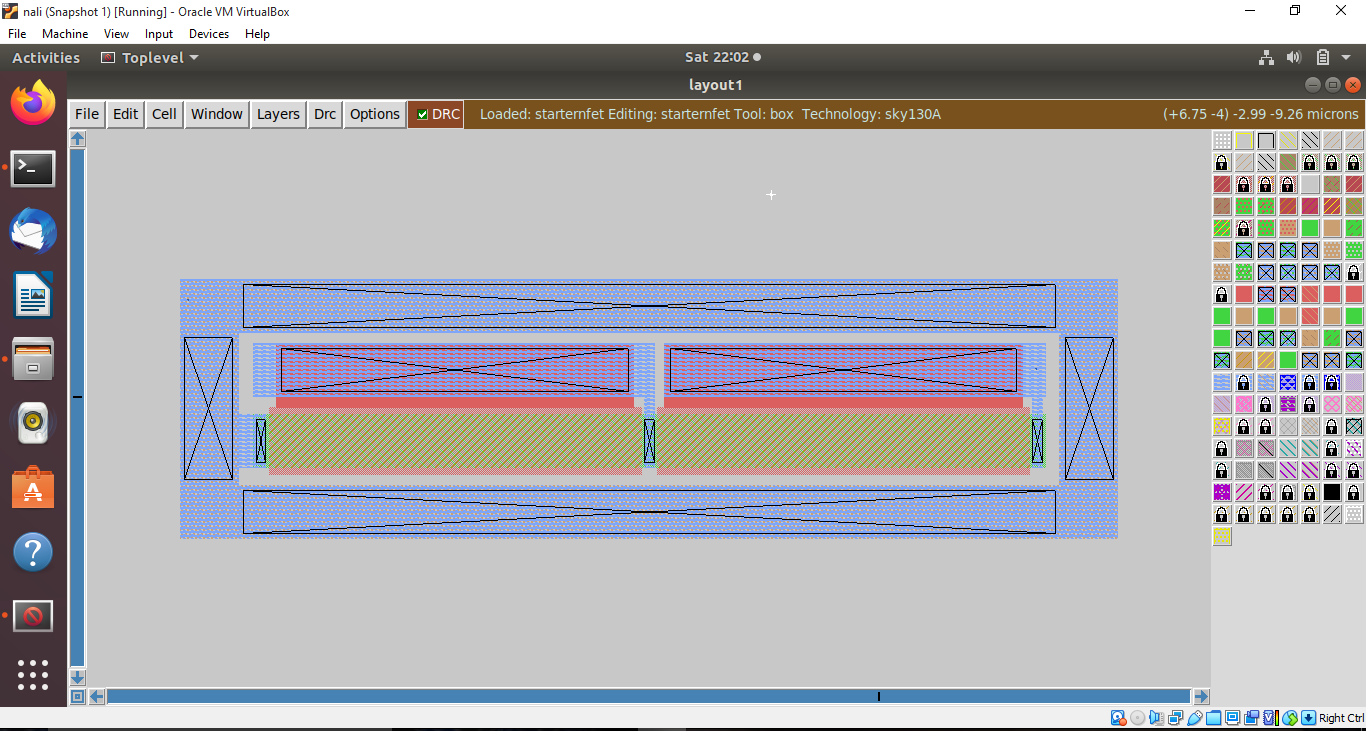 nali (Snapshot 1) [Running] - Oracle VM VirtualBox
File Machine View Input Devices Help
Activities Toplevel Sat 22:02
layout1
File Edit Cell Window Layers Drc Options DRC Loaded: starternfet Editing: starternfet Tool: box Technology: sky130A (+6.75 -4) -2.99 -9.26 microns
Right Ctrl